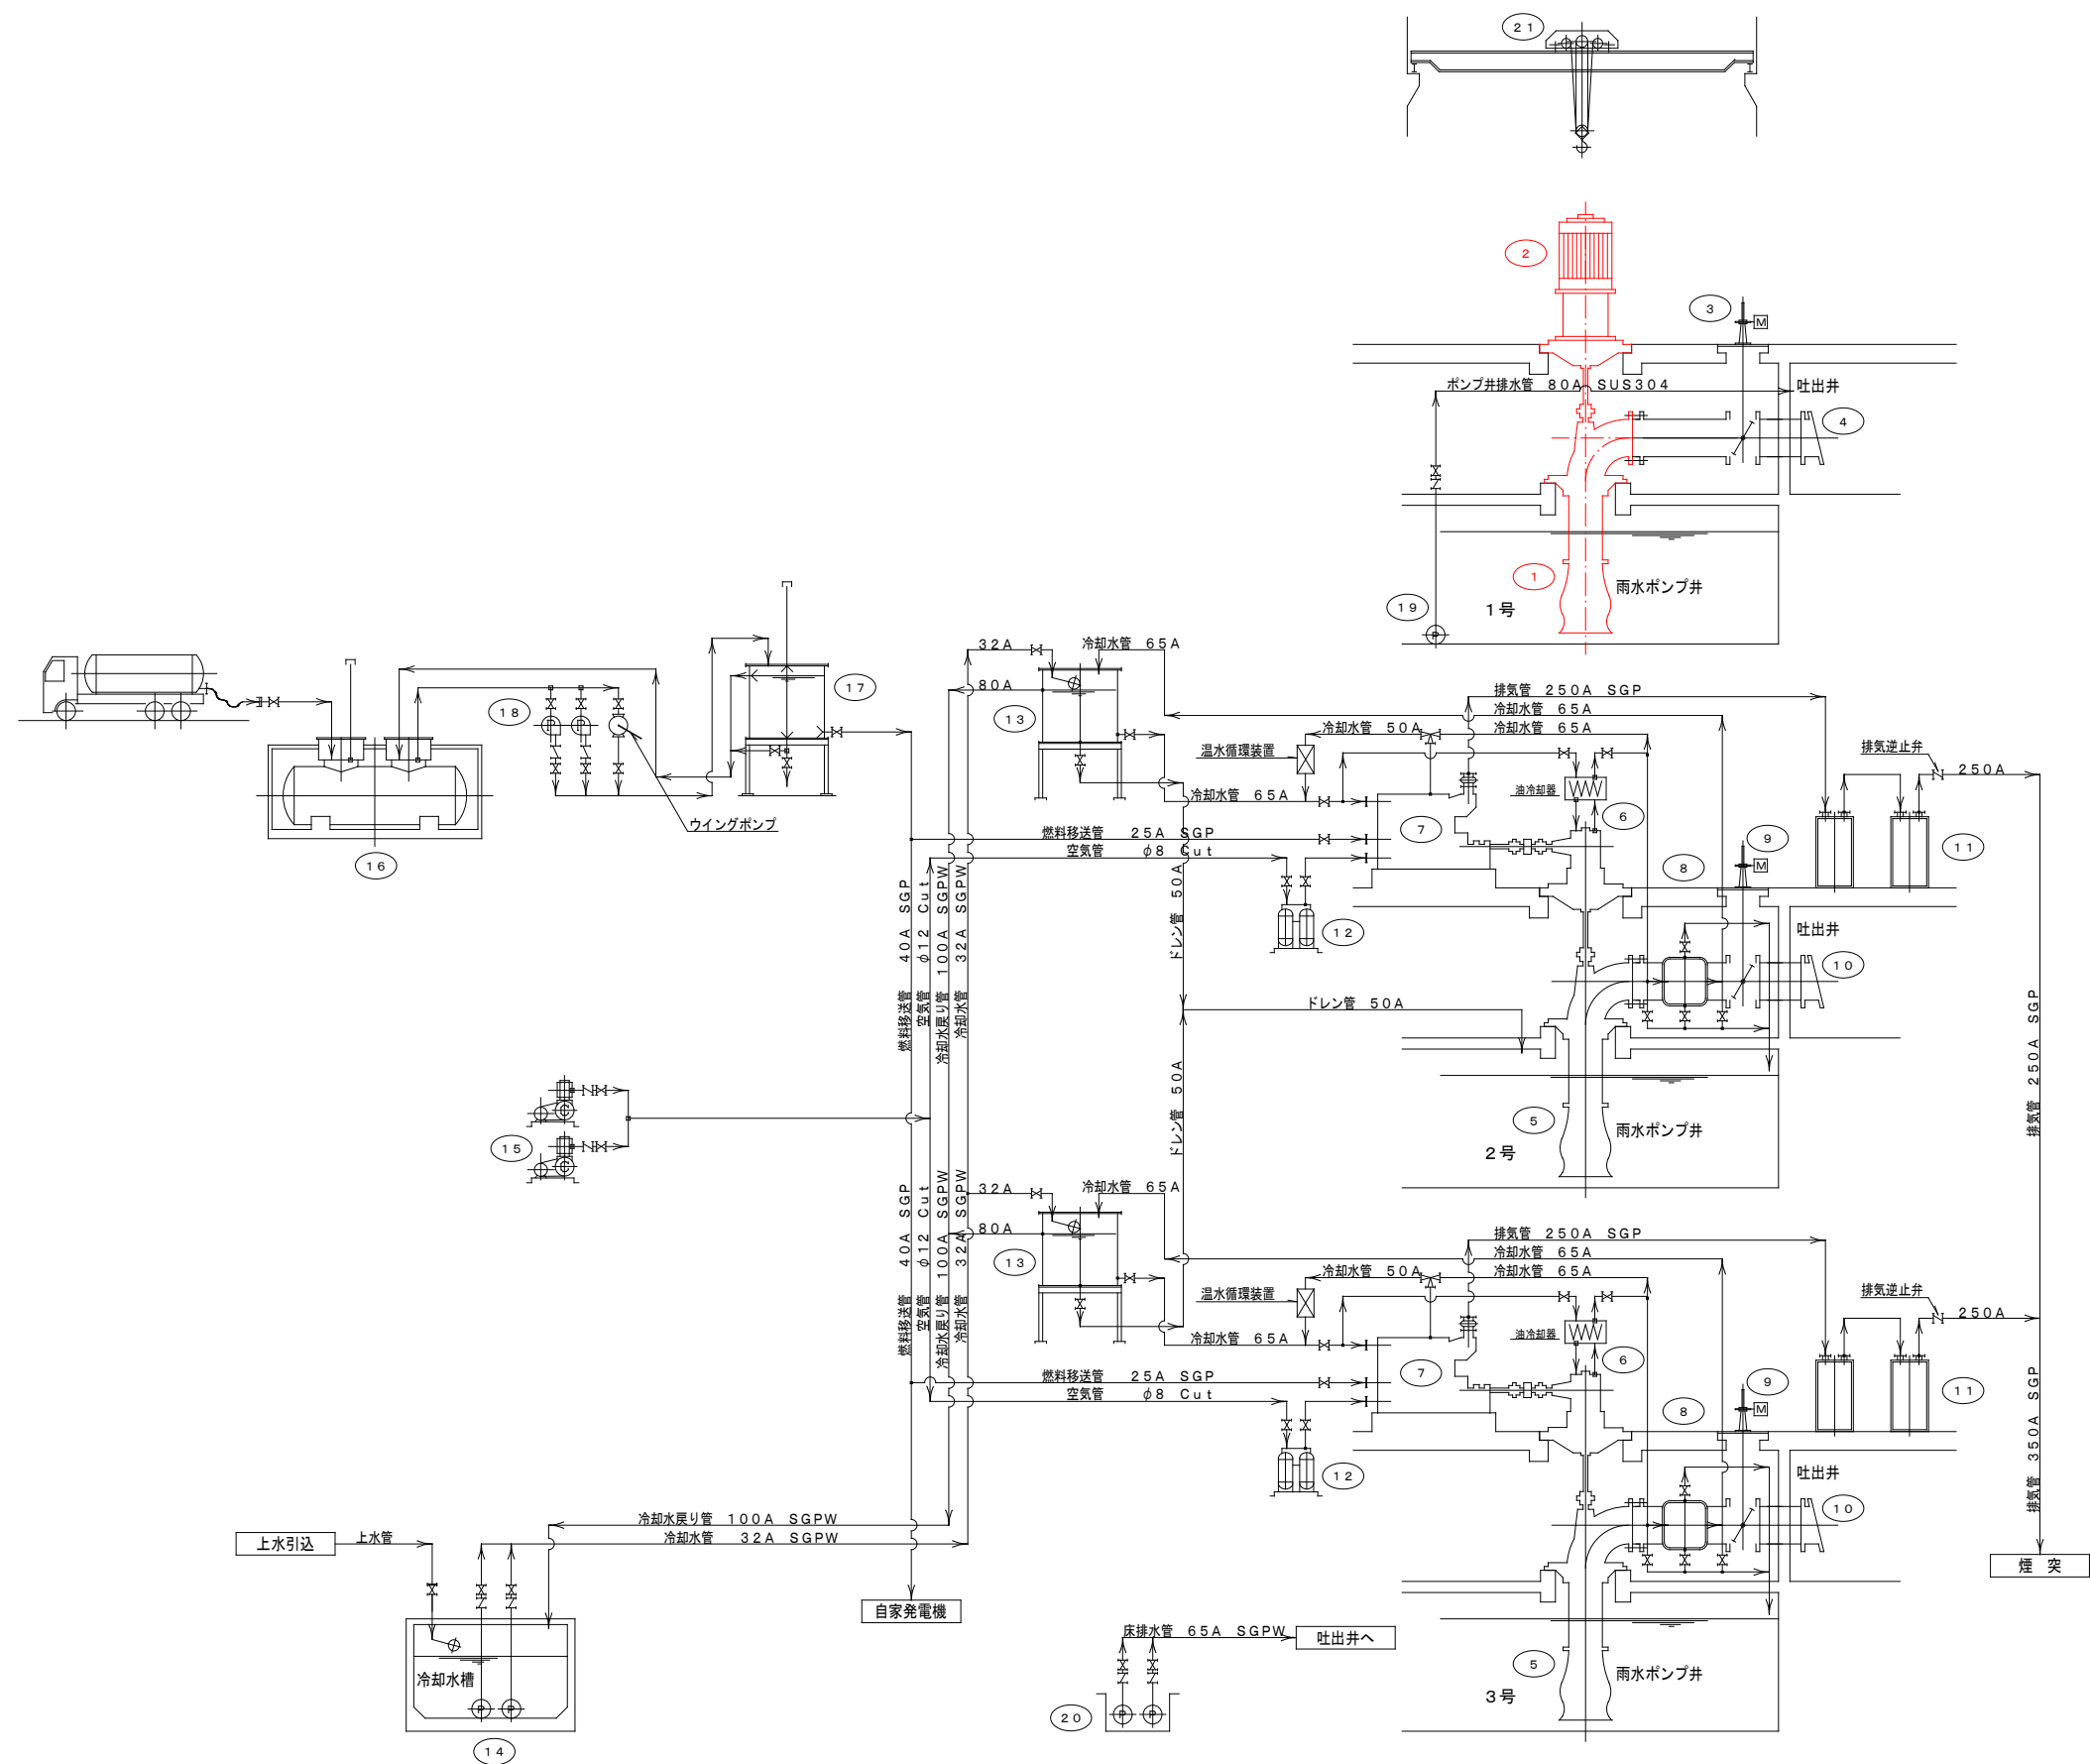 21
2
3
M
ポンプ井排水管 80A SUS304
吐出井
4
19
P
1
雨水ポンプ井
1号
32A
冷却水管 65A
17
18
P
P
80A
13
排気管 250A SGP
冷却水管 65A
冷却水管 50A
冷却水管 65A
温水循環装置
排気逆止弁
250A
油冷却器
冷却水管 65A
ウイングポンプ
16
燃料移送管 25A SGP
空気管 φ8 Cut
7
6
9
M
8
11
12
燃料移送管 40A SGP
空気管 φ12 Cut
冷却水戻り管 100A SGPW
冷却水管 32A SGPW
ドレン管 50A
吐出井
10
ドレン管 50A
ドレン管 50A
排気管 250A SGP
5
雨水ポンプ井
2号
C
C
15
32A
冷却水管 65A
80A
13
排気管 250A SGP
冷却水管 65A
冷却水管 50A
冷却水管 65A
温水循環装置
排気逆止弁
250A
油冷却器
冷却水管 65A
燃料移送管 25A SGP
空気管 φ8 Cut
7
6
9
M
8
11
12
燃料移送管 40A SGP
空気管 φ12 Cut
冷却水戻り管 100A SGPW
冷却水管 32A SGPW
排気管 350A SGP
吐出井
10
冷却水戻り管 100A SGPW
冷却水管 32A SGPW
上水引込
上水管
煙 突
自家発電機
床排水管 65A SGPW
吐出井へ
冷却水槽
P
P
14
20
P
P
5
雨水ポンプ井
3号